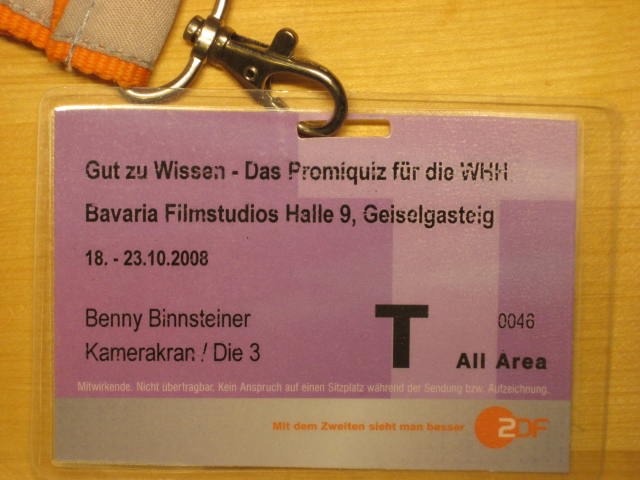 Gut zu Wissen - Das Promiquiz für die WHH
Bavaria Filmstudios Halle 9, Geiselgasteig
18. - 23.10.2008
Benny Binnsteiner
Kamerakran / Die 3
T
0046
All Area
Mitwirkende. Nicht übertragbar. Kein Anspruch auf einen Sitzplatz während der Sendung bzw. Aufzeichnung.
Mit dem Zweiten sieht man besser
2DF